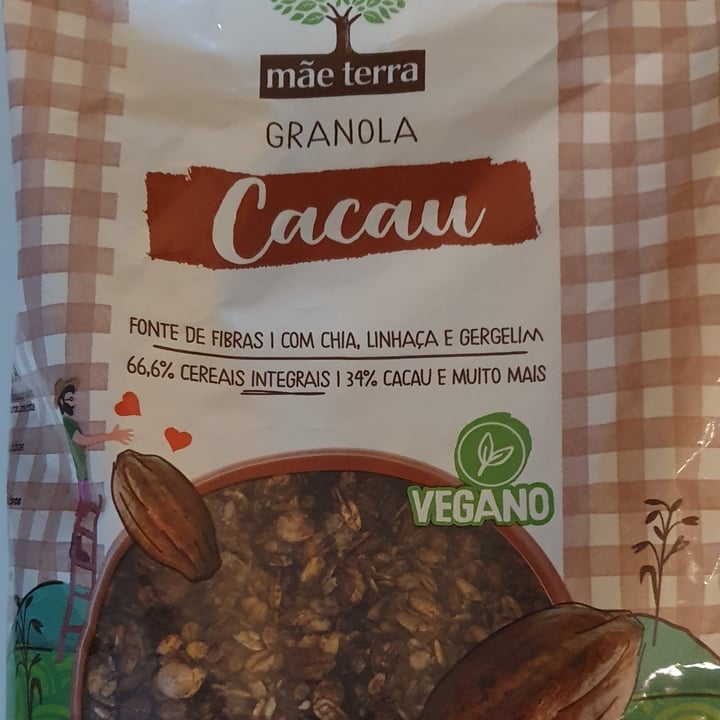 mãe terra
GRANOLA
Cacau
FONTE DE FIBRAS | COM CHIA, LINHAÇA E GERGELIM
66,6% CEREAIS INTEGRAIS | 34% CACAU E MUITO MAIS
VEGANO